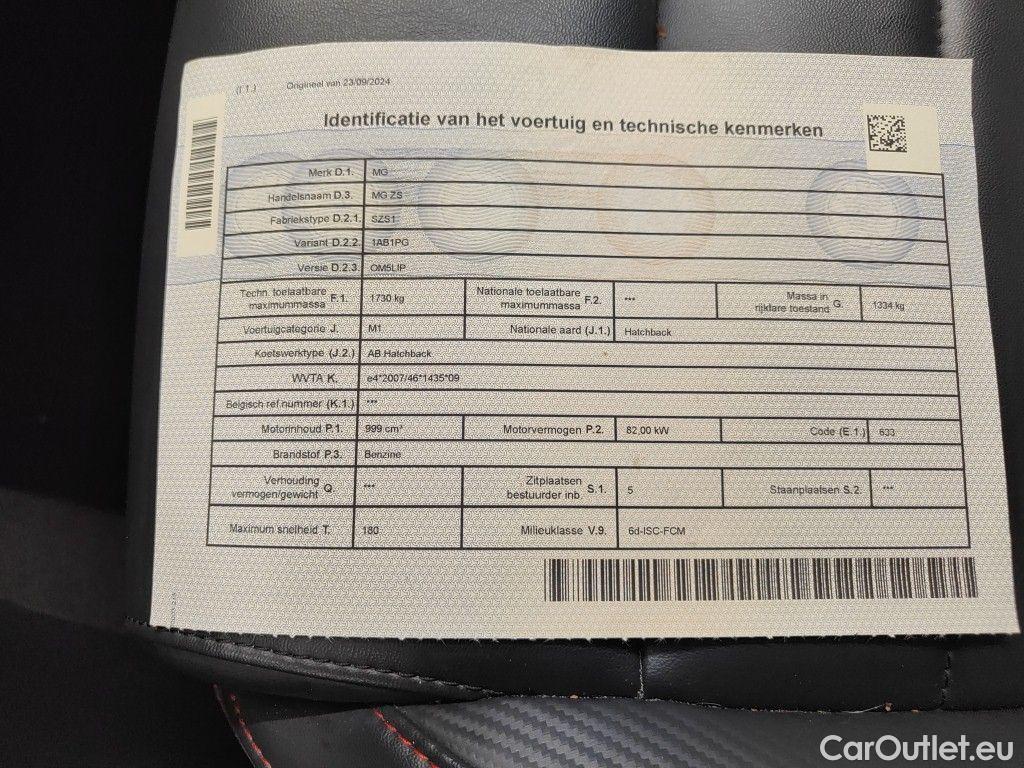 (I 1.) Origineel van 23/09/2024
Identificatie van het voertuig en technische kenmerken
Merk D.1. MG
Handelsnaam D.3. MG ZS
Fabriekstype D.2.1. SZS1
Variant D.2.2. 1AB1PG
Versie D.2.3. OM5LIP
Techn. toelaatbare maximummassa F.1. 1730 kg Nationale toelaatbare maximummassa F.2. *** Massa in rijklare toestand G. 1334 kg
Voertuigcategorie J. M1 Nationale aard (J.1.) Hatchback
Koetswerktype (J.2.) AB Hatchback
WVTA K. e4*2007/46*1435*09
Belgisch ref.nummer (K.1.) ***
Motorinhoud P.1. 999 cm³ Motorvermogen P.2. 82,00 kW Code (E.1.) 633
Brandstof P.3. Benzine
Verhouding vermogen/gewicht Q. *** Zitplaatsen bestuurder inb. S.1. 5 Staanplaatsen S.2. ***
Maximum snelheid T. 180 Milieuklasse V.9. 6d-ISC-FCM
CarOutlet.eu